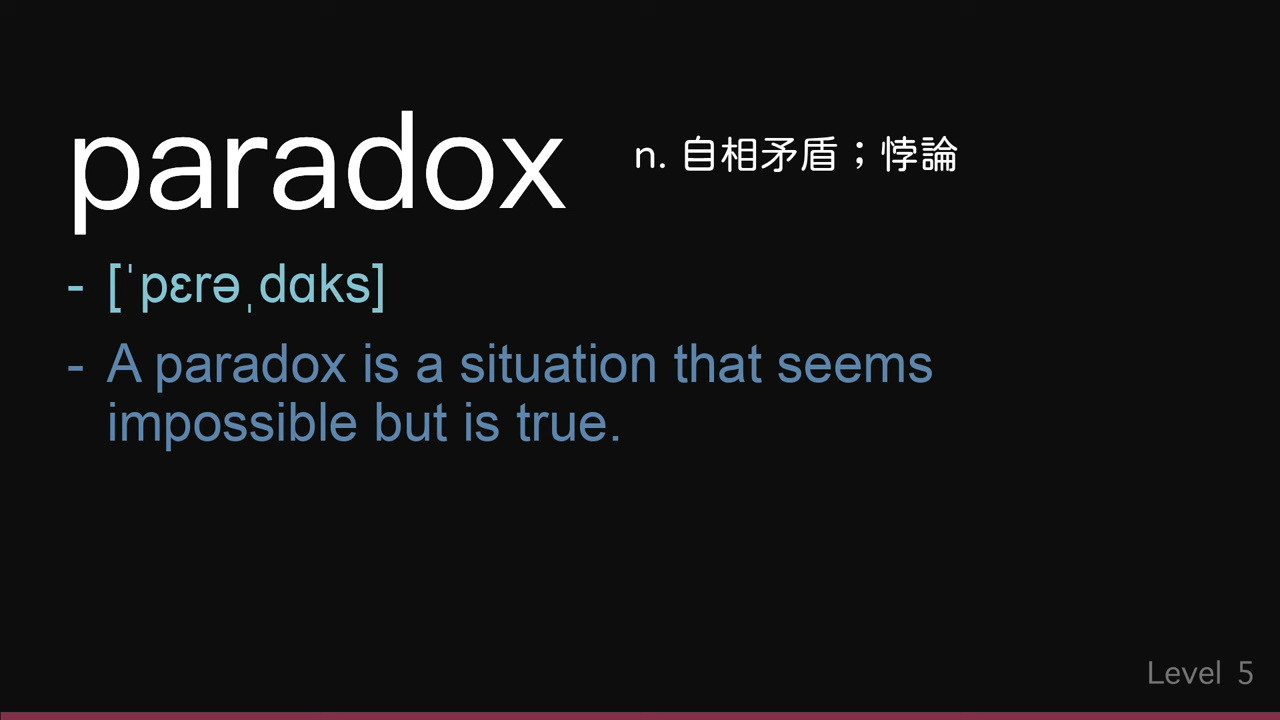 paradox n. 自相矛盾；悖論
- [ˈpɛrəˌdɑks]
- A paradox is a situation that seems
impossible but is true.
Level 5